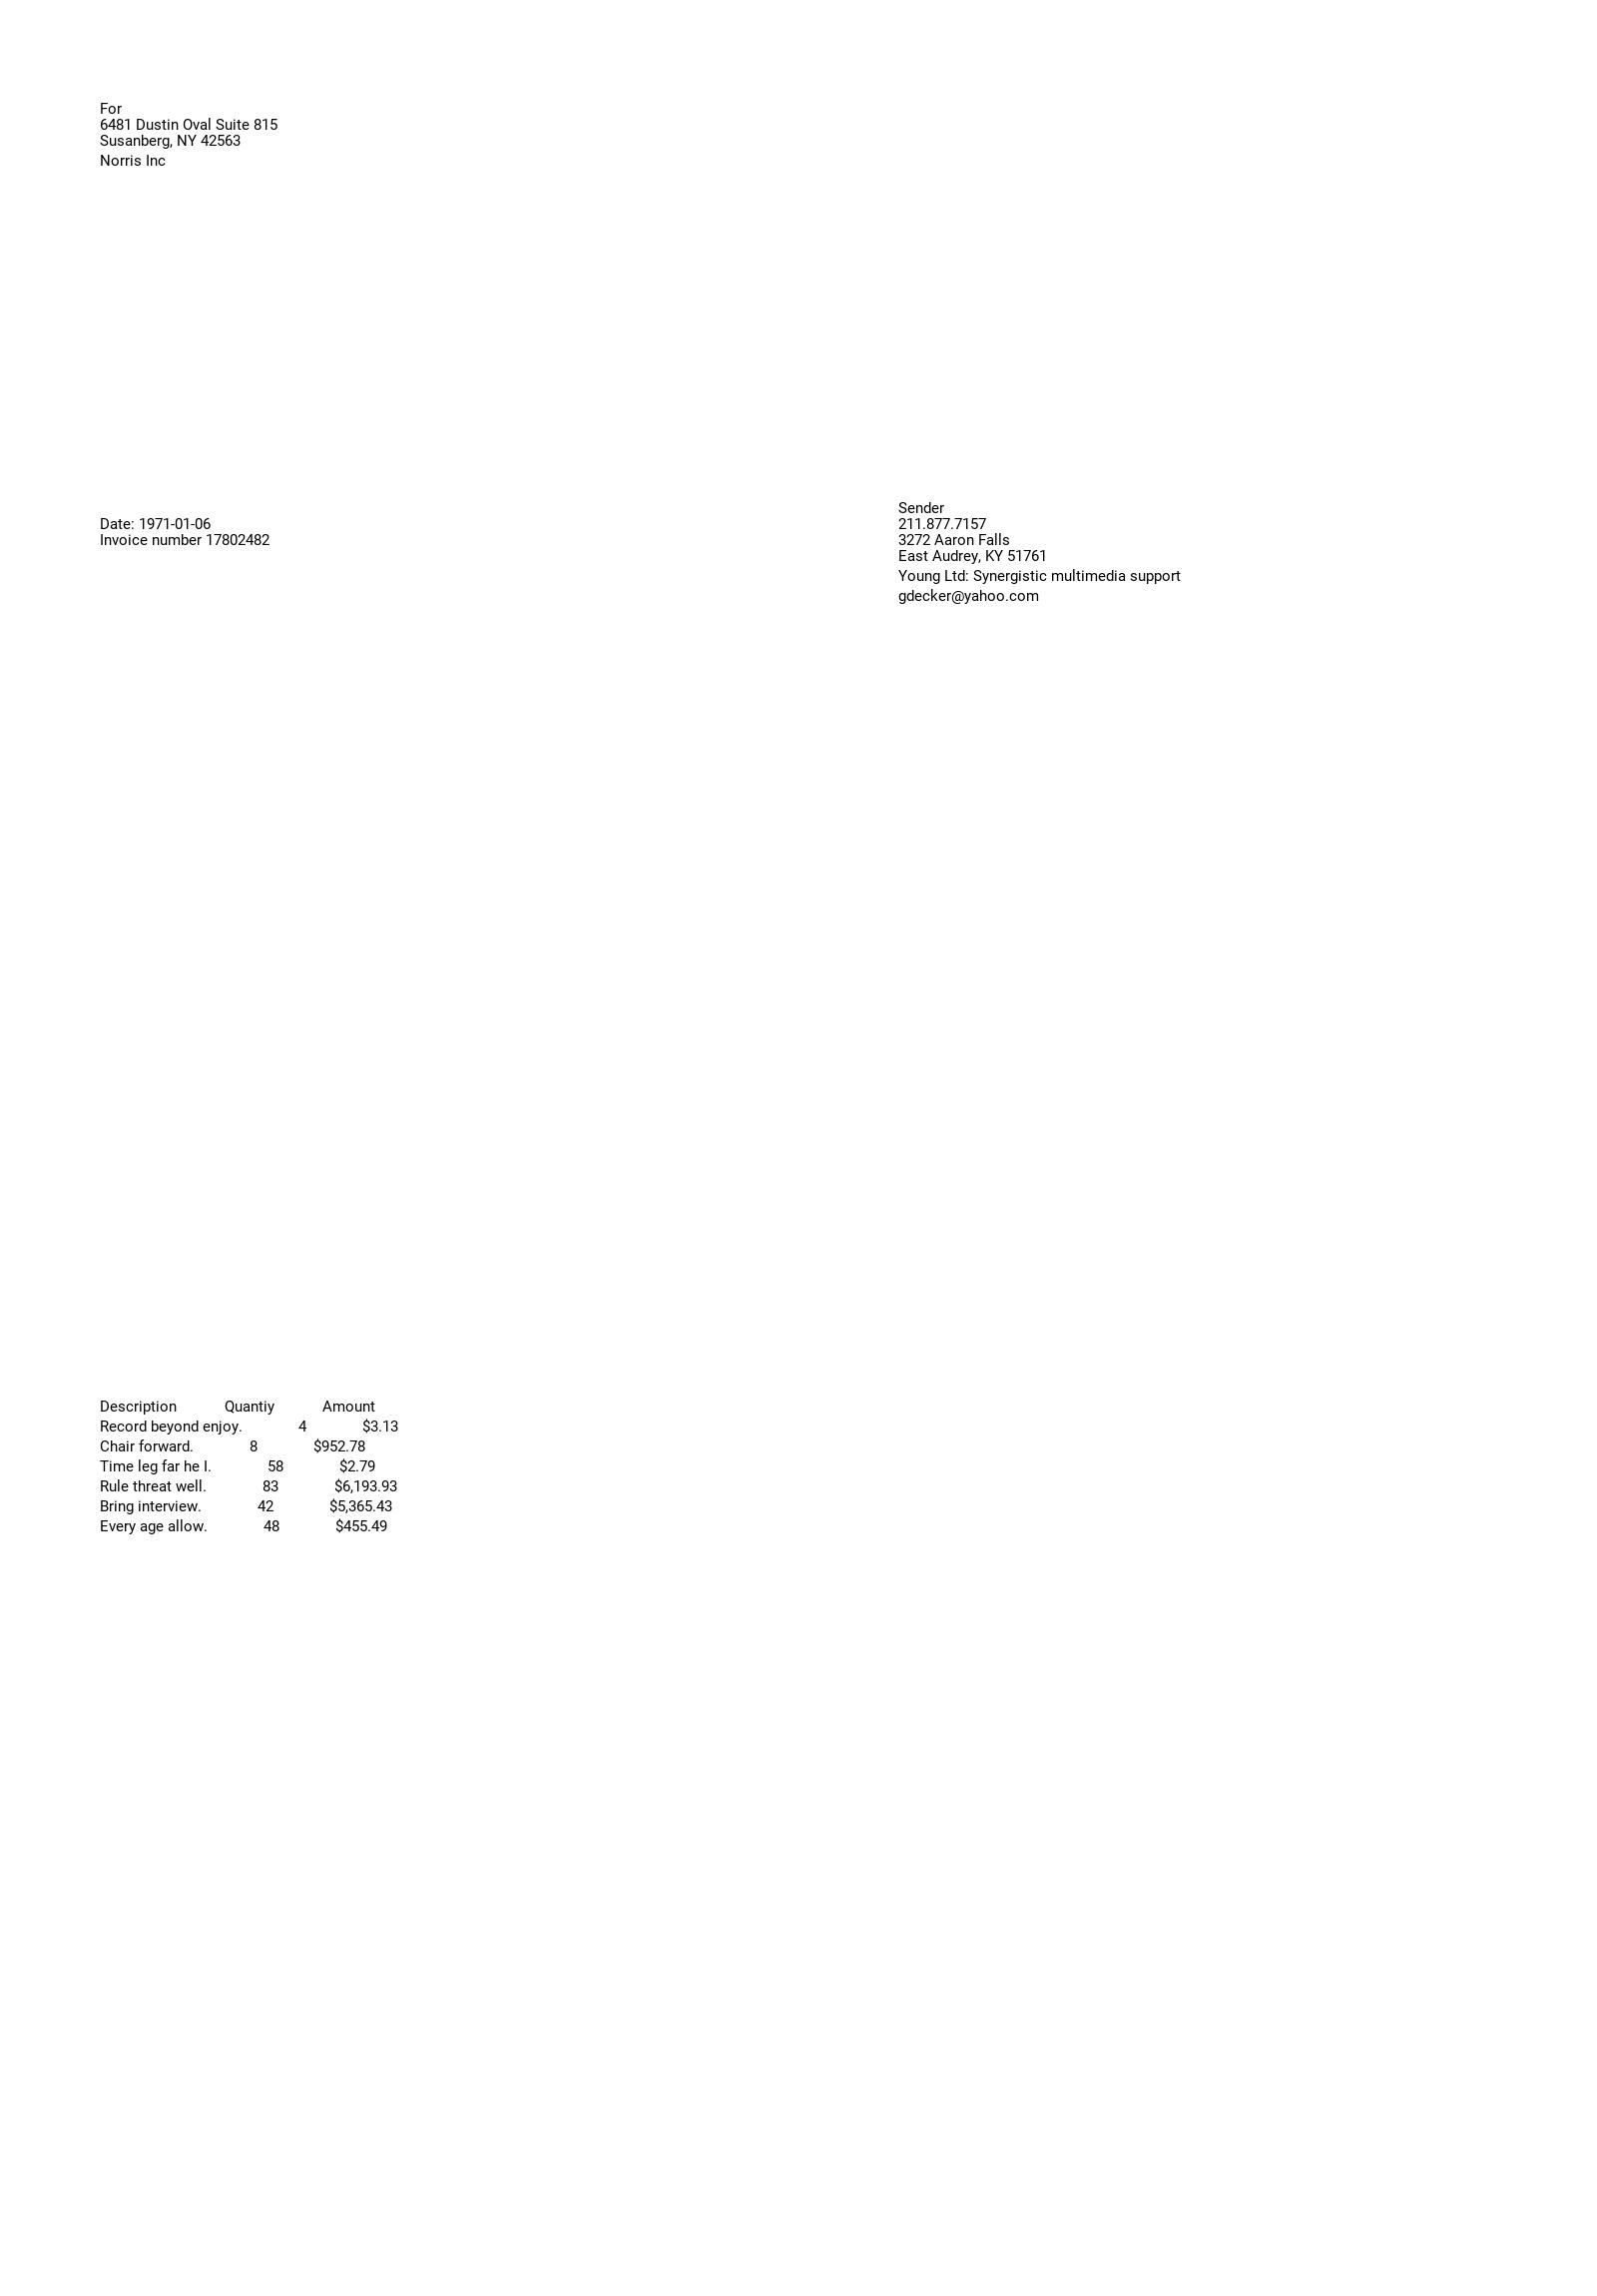 For
6481 Dustin Oval Suite 815
Susanberg, NY 42563
Norris Inc
Date: 1971-01-06
Invoice number 17802482
Sender
211.877.7157
3272 Aaron Falls
East Audrey, KY 51761
Young Ltd: Synergistic multimedia support
gdecker@yahoo.com
Description Quantiy Amount
Record beyond enjoy. 4 $3.13
Chair forward. 8 $952.78
Time leg far he I. 58 $2.79
Rule threat well. 83 $6,193.93
Bring interview. 42 $5,365.43
Every age allow. 48 $455.49